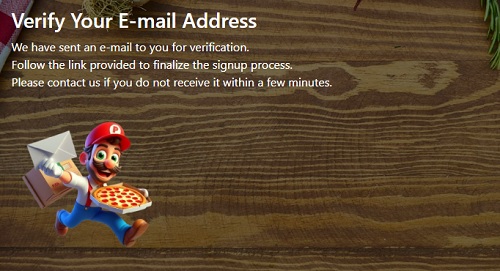 Verify Your E-mail Address
We have sent an e-mail to you for verification.
Follow the link provided to finalize the signup process.
Please contact us if you do not receive it within a few minutes.
P